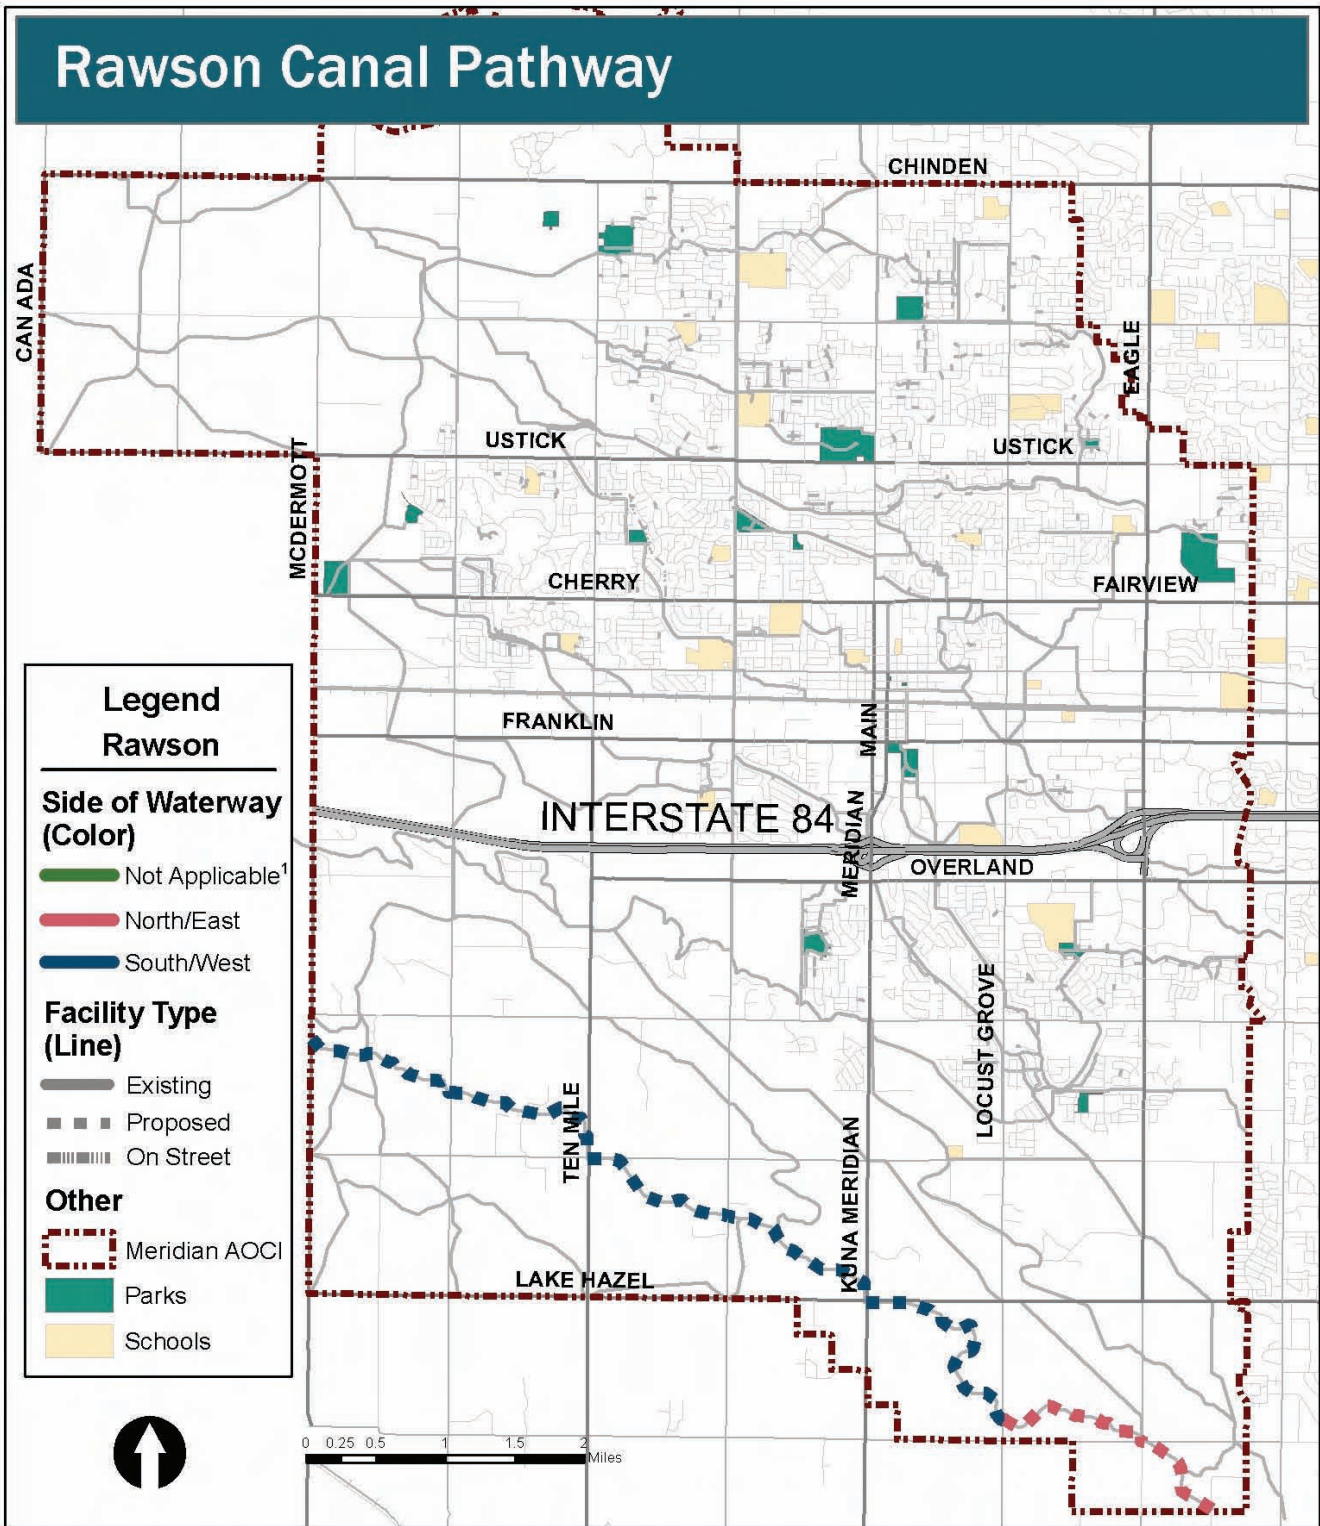 Rawson Canal Pathway
CHINDEN
CAN ADA
EAGLE
USTICK
USTICK
MCDERMOTT
CHERRY
FAIRVIEW
FRANKLIN
MAIN
INTERSTATE 84
MERIDIAN
OVERLAND
LOCUST GROVE
TEN MILE
KUNA MERIDIAN
LAKE HAZEL
Legend
Rawson
Side of Waterway
(Color)
Not Applicable¹
North/East
South/West
Facility Type
(Line)
Existing
Proposed
On Street
Other
Meridian AOCI
Parks
Schools
0 0.25 0.5 1 1.5 2
Miles